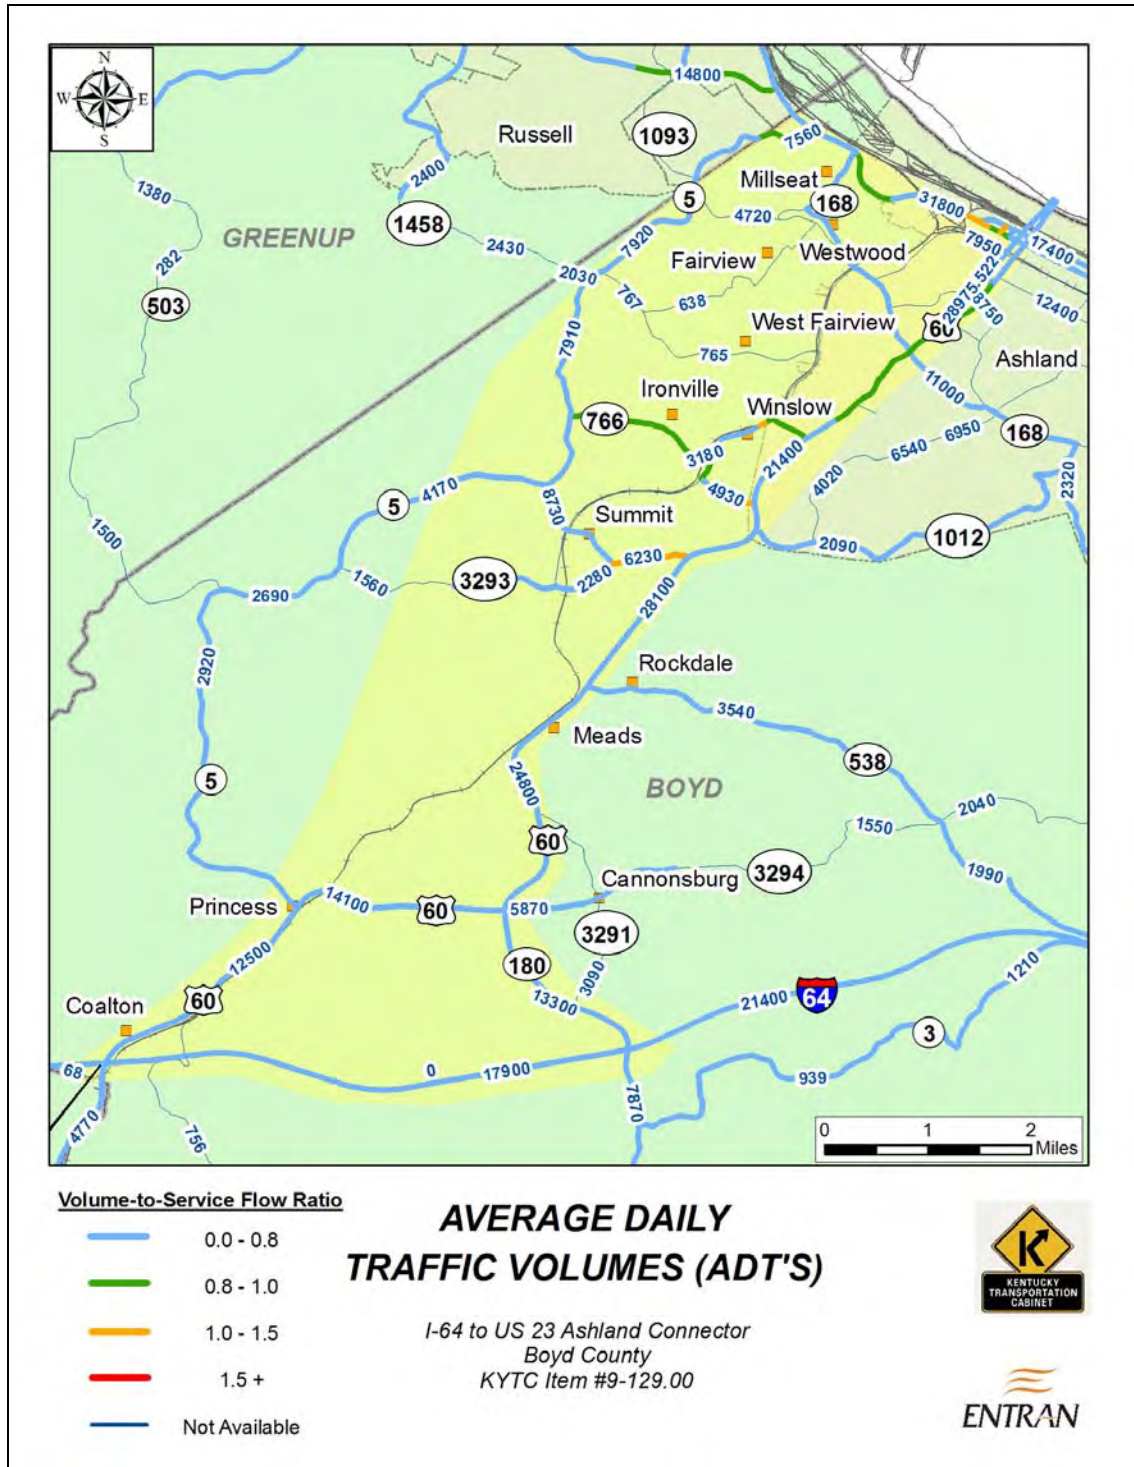 N
W E
S
14800
Russell
1093
7560
2400
Millseat
1380
5
168
31800
1458
4720
GREENUP
7920
7950
17400
2430
Westwood
Fairview
282
2030
522
767
638
12400
503
28975
8750
West Fairview
60
7910
765
Ashland
11000
Ironville
766
Winslow
168
3180
21400
6950
6540
4170
4930
4020
2320
5
8730
Summit
1500
1012
6230
2090
1560
3293
2280
2690
28100
2920
Rockdale
3540
Meads
538
5
24800
BOYD
2040
1550
60
3294
Cannonsburg
1990
14100
Princess
60
5870
3291
12500
180
3090
1210
60
13300
21400
64
Coalton
3
0
17900
68
939
7870
4770
756
0 1 2
Miles
Volume-to-Service Flow Ratio
0.0 - 0.8
0.8 - 1.0
1.0 - 1.5
1.5 +
Not Available
AVERAGE DAILY
TRAFFIC VOLUMES (ADT'S)
I-64 to US 23 Ashland Connector
Boyd County
KYTC Item #9-129.00
KENTUCKY
TRANSPORTATION
CABINET
ENTRAN